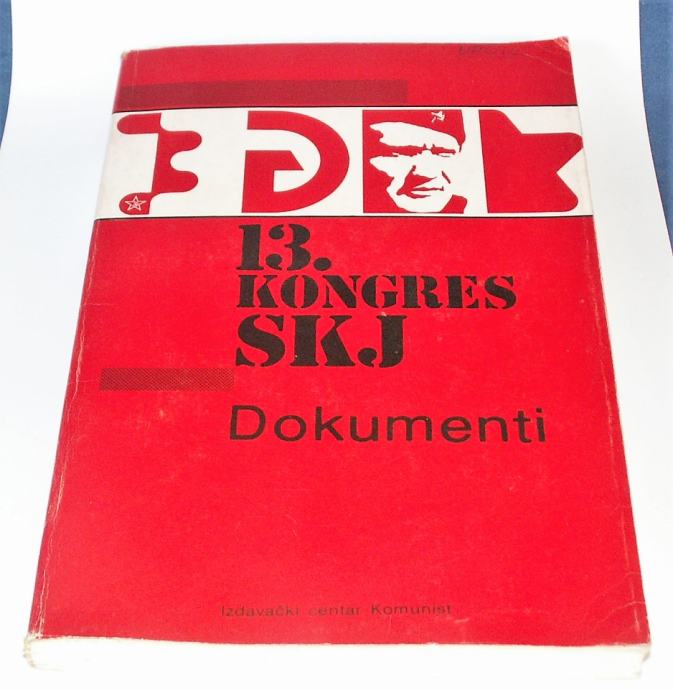 13.
KONGRES
SKJ
Dokumenti
Izdavački centar Komunist